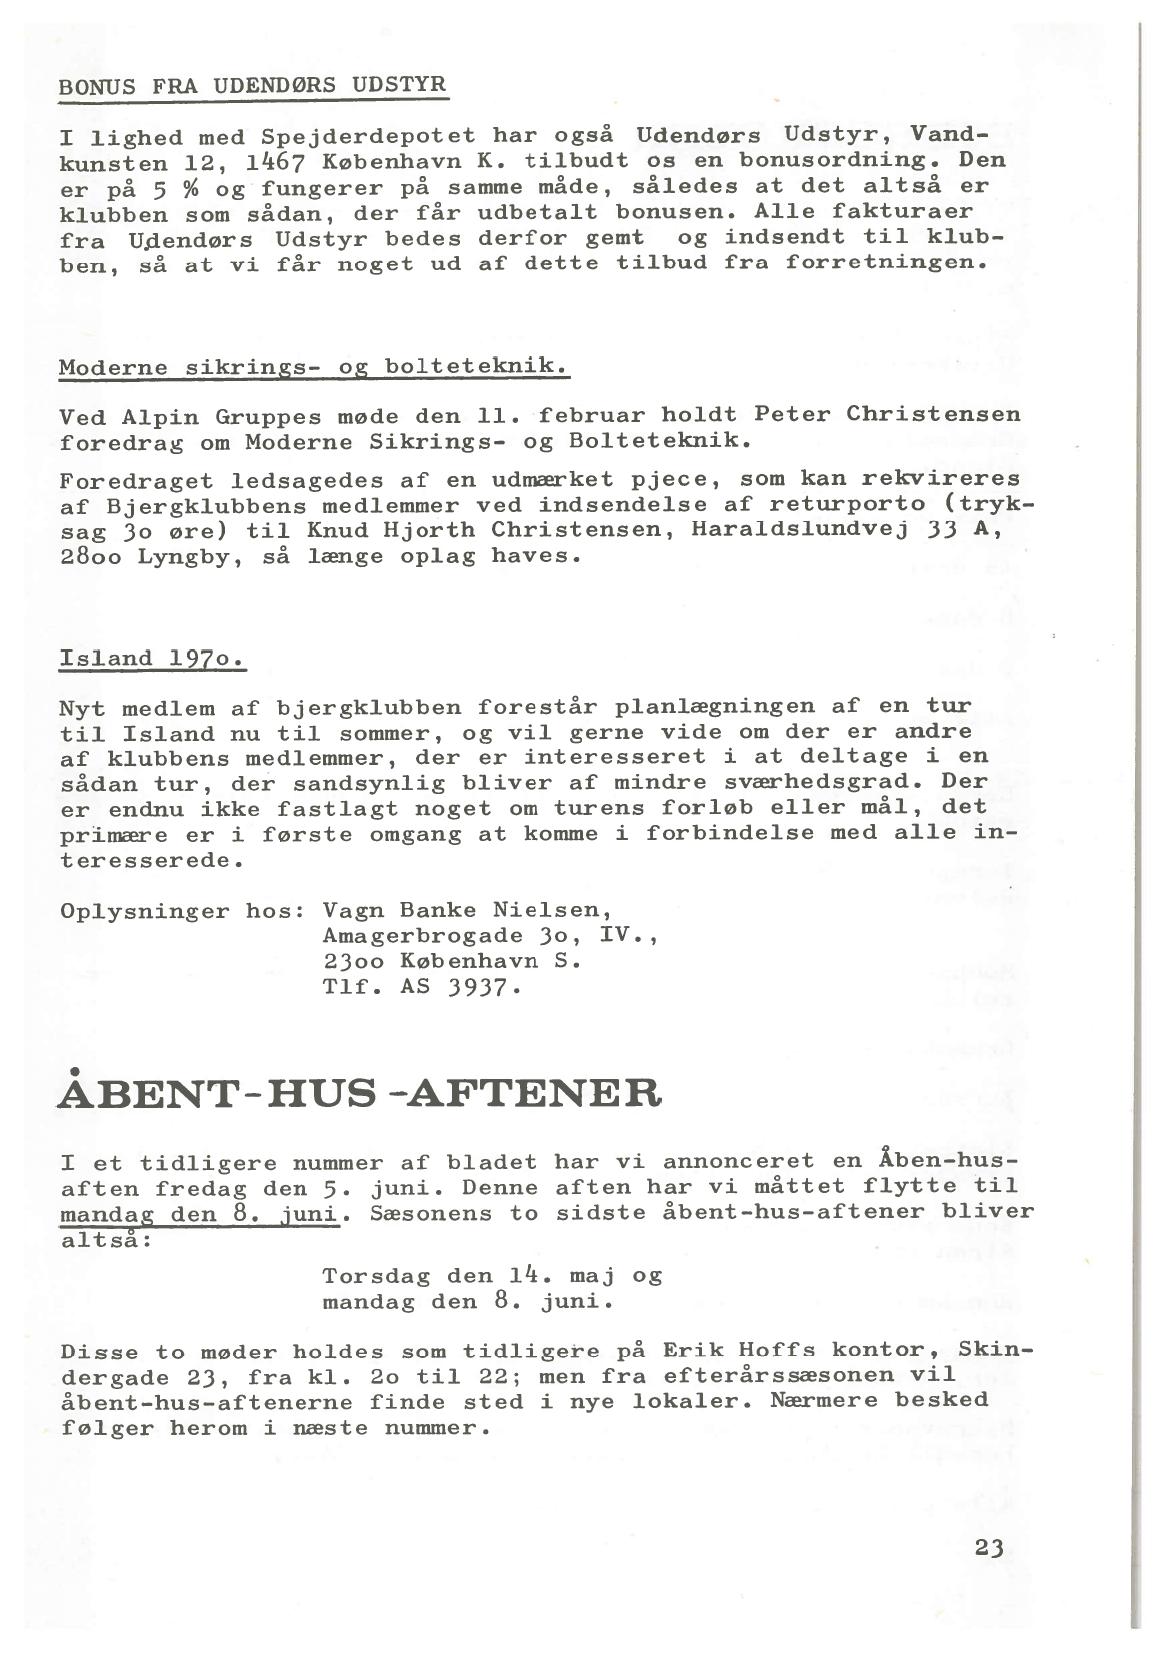 BONUS FRA UDENDØRS UDSTYR
I lighed med Spejderdepotet har også Udendørs Udstyr, Vand-
kunsten 12, 1467 København K. tilbudt os en bonusordning. Den
er på 5 % og fungerer på samme måde, således at det altså er
klubben som sådan, der får udbetalt bonusen. Alle fakturaer
fra Udendørs Udstyr bedes derfor gemt og indsendt til klub-
ben, så at vi får noget ud af dette tilbud fra forretningen.
Moderne sikrings- og bolteteknik.
Ved Alpin Gruppes møde den 11. februar holdt Peter Christensen
foredrag om Moderne Sikrings- og Bolteteknik.
Foredraget ledsagedes af en udmærket pjece, som kan rekvireres
af Bjergklubbens medlemmer ved indsendelse af returporto (tryk-
sag 3o øre) til Knud Hjorth Christensen, Haraldslundvej 33 A,
28oo Lyngby, så længe oplag haves.
Island 197o.
Nyt medlem af bjergklubben forestår planlægningen af en tur
til Island nu til sommer, og vil gerne vide om der er andre
af klubbens medlemmer, der er interesseret i at deltage i en
sådan tur, der sandsynlig bliver af mindre sværhedsgrad. Der
er endnu ikke fastlagt noget om turens forløb eller mål, det
primære er i første omgang at komme i forbindelse med alle in-
teresserede.
Oplysninger hos: Vagn Banke Nielsen,
Amagerbrogade 3o, IV.,
23oo København S.
Tlf. AS 3937.
ÅBENT-HUS-AFTENER
I et tidligere nummer af bladet har vi annonceret en Åben-hus-
aften fredag den 5. juni. Denne aften har vi måttet flytte til
mandag den 8. juni. Sæsonens to sidste åbent-hus-aftener bliver
altså:
Torsdag den 14. maj og
mandag den 8. juni.
Disse to møder holdes som tidligere på Erik Hoffs kontor, Skin-
dergade 23, fra kl. 2o til 22; men fra efterårssæsonen vil
åbent-hus-aftenerne finde sted i nye lokaler. Nærmere besked
følger herom i næste nummer.
23